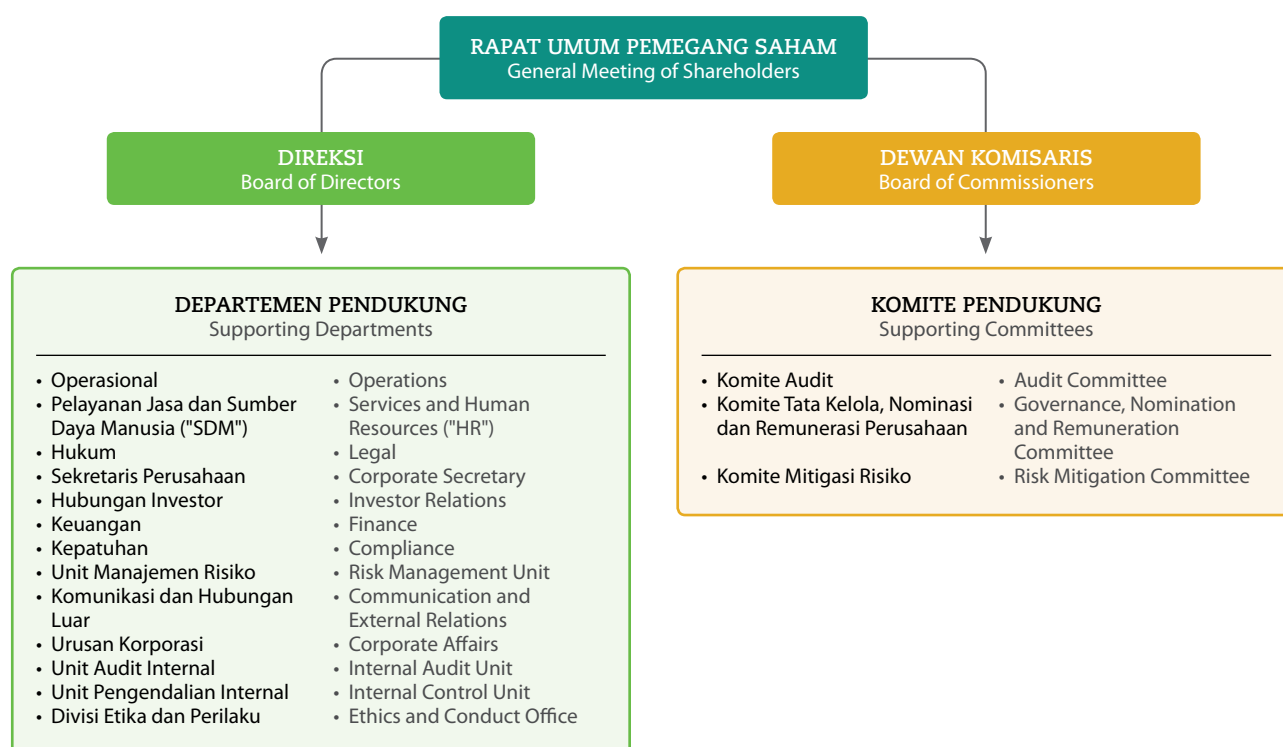 RAPAT UMUM PEMEGANG SAHAM
General Meeting of Shareholders
DIREKSI
Board of Directors
DEWAN KOMISARIS
Board of Commissioners
DEPARTEMEN PENDUKUNG
Supporting Departments
• Operasional
• Pelayanan Jasa dan Sumber
Daya Manusia ("SDM")
• Hukum
• Sekretaris Perusahaan
• Hubungan Investor
• Keuangan
• Kepatuhan
• Unit Manajemen Risiko
• Komunikasi dan Hubungan
Luar
• Urusan Korporasi
• Unit Audit Internal
• Unit Pengendalian Internal
• Divisi Etika dan Perilaku
• Operations
• Services and Human
Resources ("HR")
• Legal
• Corporate Secretary
• Investor Relations
• Finance
• Compliance
• Risk Management Unit
• Communication and
External Relations
• Corporate Affairs
• Internal Audit Unit
• Internal Control Unit
• Ethics and Conduct Office
KOMITE PENDUKUNG
Supporting Committees
• Komite Audit
• Komite Tata Kelola, Nominasi
dan Remunerasi Perusahaan
• Komite Mitigasi Risiko
• Audit Committee
• Governance, Nomination
and Remuneration
Committee
• Risk Mitigation Committee